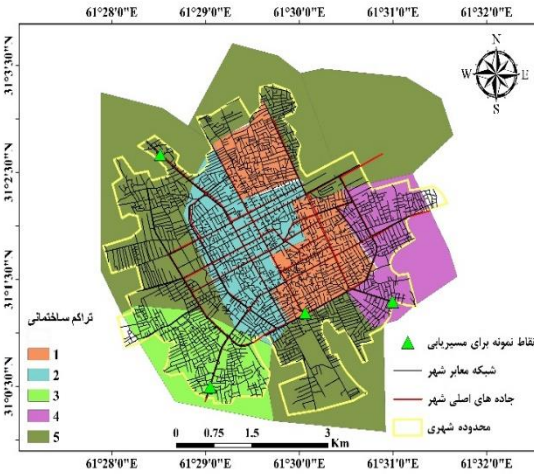 61°28'0"E 61°29'0"E 61°30'0"E 61°31'0"E 61°32'0"E
31°3'30"N
31°2'30"N
31°1'30"N
31°0'30"N
N
W E
S
تراکم ساختمانی
1
2
3
4
5
نقاط نمونه برای مسیریابی
شبکه معابر شهر
جاده های اصلی شهر
محدوده شهری
0 0.75 1.5 3
Km
61°28'0"E 61°29'0"E 61°30'0"E 61°31'0"E 61°32'0"E